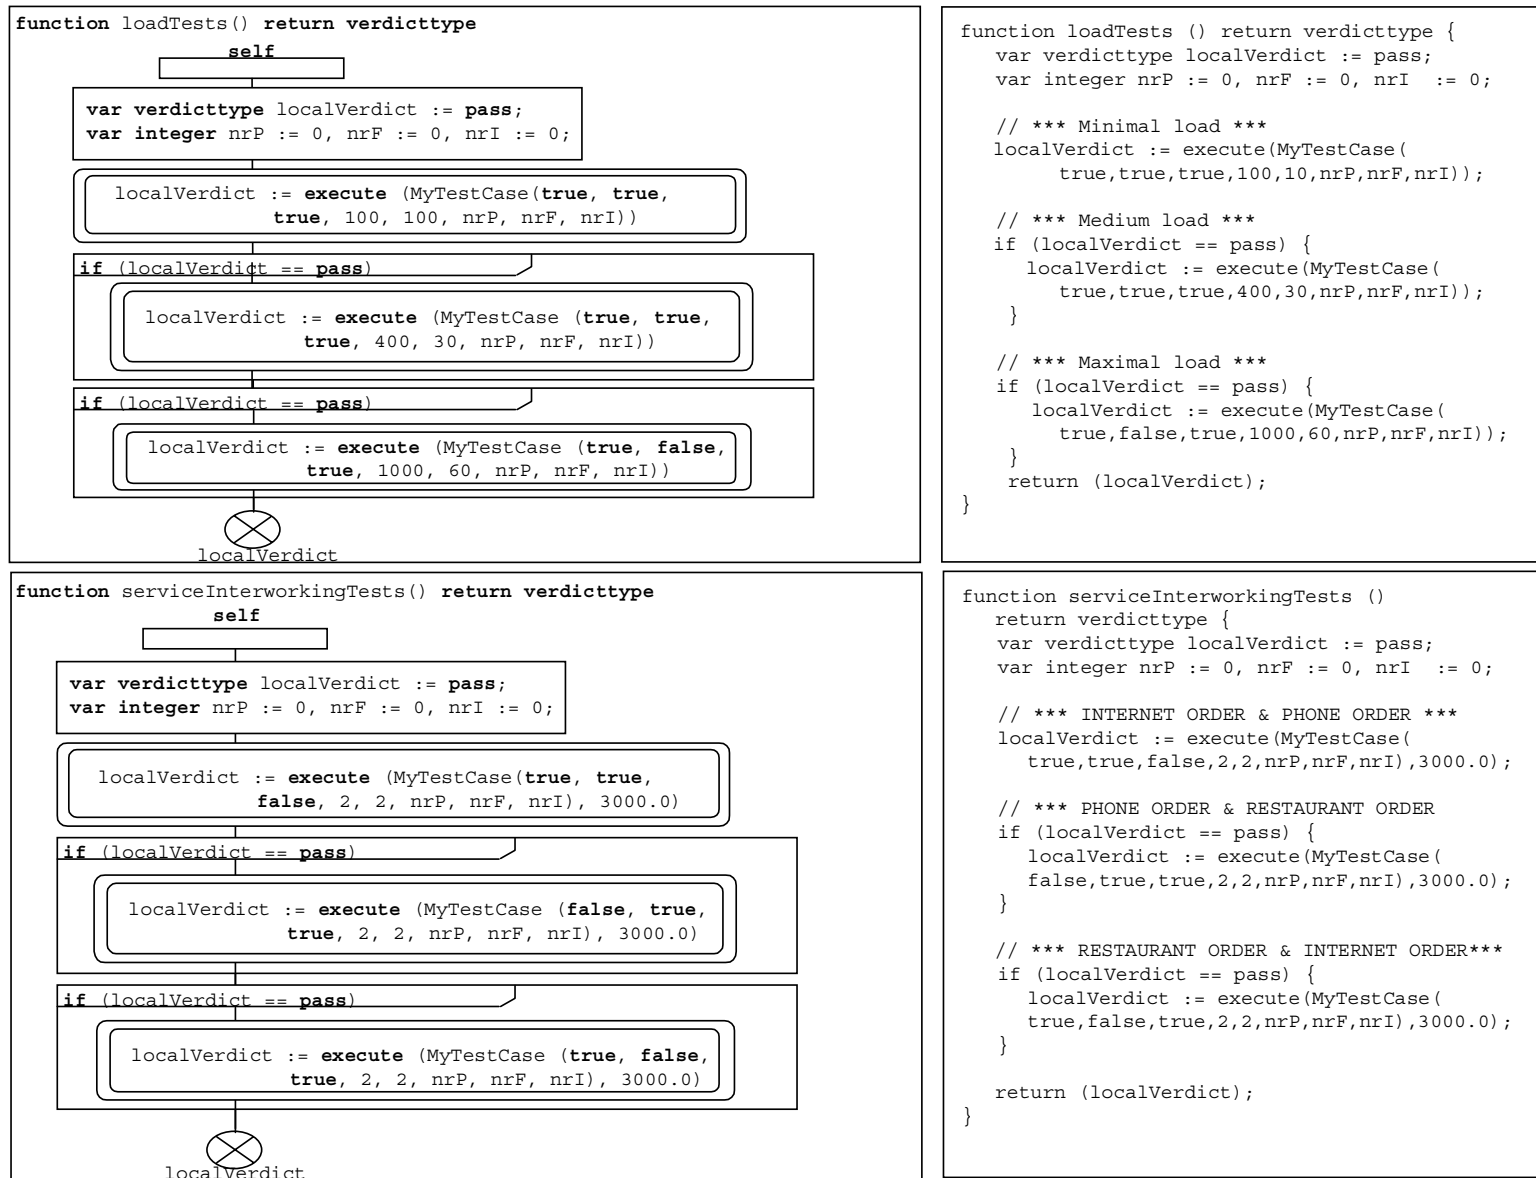 function loadTests() return verdicttype
self
var verdicttype localVerdict := pass;
var integer nrP := 0, nrF := 0, nrI := 0;
localVerdict := execute (MyTestCase(true, true,
true, 100, 100, nrP, nrF, nrI))
if (localVerdict == pass)
localVerdict := execute (MyTestCase (true, true,
true, 400, 30, nrP, nrF, nrI))
if (localVerdict == pass)
localVerdict := execute (MyTestCase (true, false,
true, 1000, 60, nrP, nrF, nrI))
localVerdict
function loadTests () return verdicttype {
var verdicttype localVerdict := pass;
var integer nrP := 0, nrF := 0, nrI  := 0;
// *** Minimal load ***
localVerdict := execute(MyTestCase(
true,true,true,100,10,nrP,nrF,nrI));
// *** Medium load ***
if (localVerdict == pass) {
localVerdict := execute(MyTestCase(
true,true,true,400,30,nrP,nrF,nrI));
}
// *** Maximal load ***
if (localVerdict == pass) {
localVerdict := execute(MyTestCase(
true,false,true,1000,60,nrP,nrF,nrI));
}
return (localVerdict);
}
function serviceInterworkingTests() return verdicttype
self
var verdicttype localVerdict := pass;
var integer nrP := 0, nrF := 0, nrI := 0;
localVerdict := execute (MyTestCase(true, true,
false, 2, 2, nrP, nrF, nrI), 3000.0)
if (localVerdict == pass)
localVerdict := execute (MyTestCase (false, true,
true, 2, 2, nrP, nrF, nrI), 3000.0)
if (localVerdict == pass)
localVerdict := execute (MyTestCase (true, false,
true, 2, 2, nrP, nrF, nrI), 3000.0)
localVerdict
function serviceInterworkingTests ()
return verdicttype {
var verdicttype localVerdict := pass;
var integer nrP := 0, nrF := 0, nrI  := 0;
// *** INTERNET ORDER & PHONE ORDER ***
localVerdict := execute(MyTestCase(
true,true,false,2,2,nrP,nrF,nrI),3000.0);
// *** PHONE ORDER & RESTAURANT ORDER
if (localVerdict == pass) {
localVerdict := execute(MyTestCase(
false,true,true,2,2,nrP,nrF,nrI),3000.0);
}
// *** RESTAURANT ORDER & INTERNET ORDER***
if (localVerdict == pass) {
localVerdict := execute(MyTestCase(
true,false,true,2,2,nrP,nrF,nrI),3000.0);
}
return (localVerdict);
}